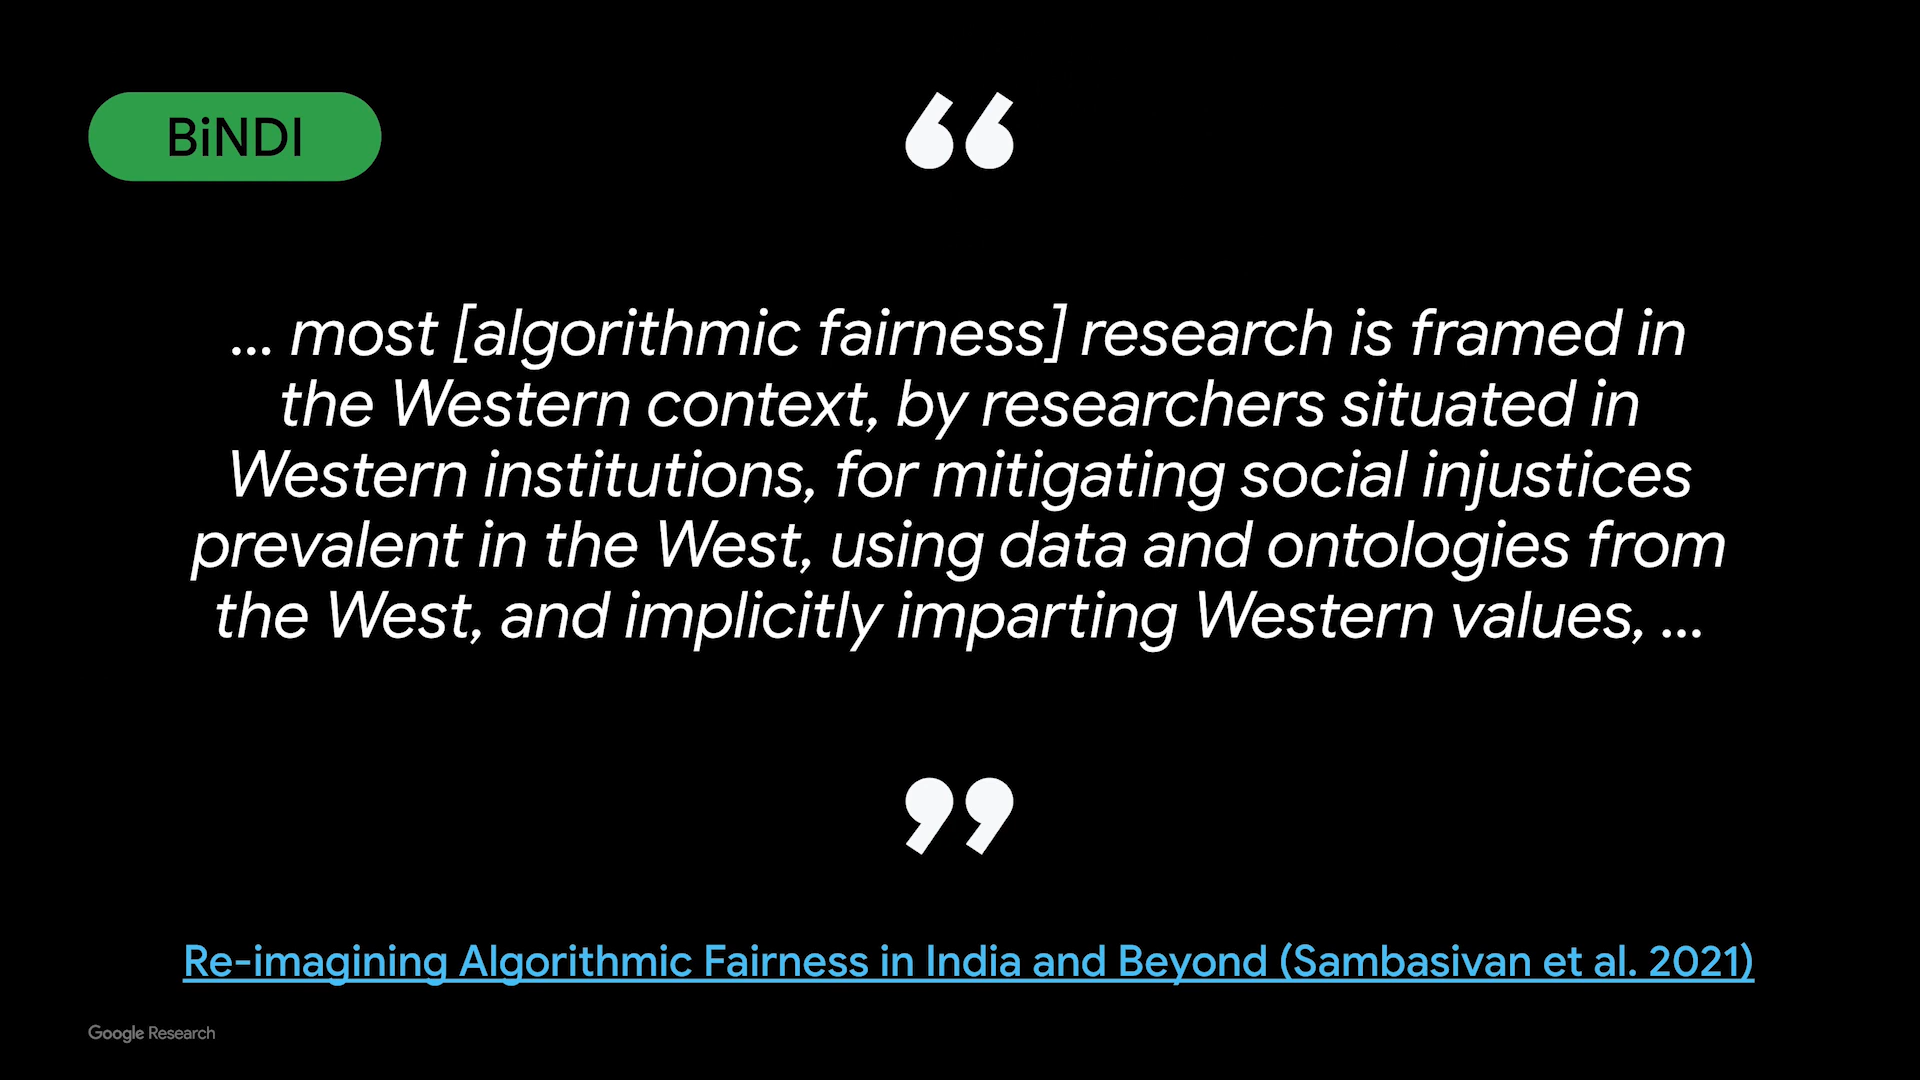 BiNDI
“
... most [algorithmic fairness] research is framed in
the Western context, by researchers situated in
Western institutions, for mitigating social injustices
prevalent in the West, using data and ontologies from
the West, and implicitly imparting Western values, ...
”
Re-imagining Algorithmic Fairness in India and Beyond (Sambasivan et al. 2021)
Google Research